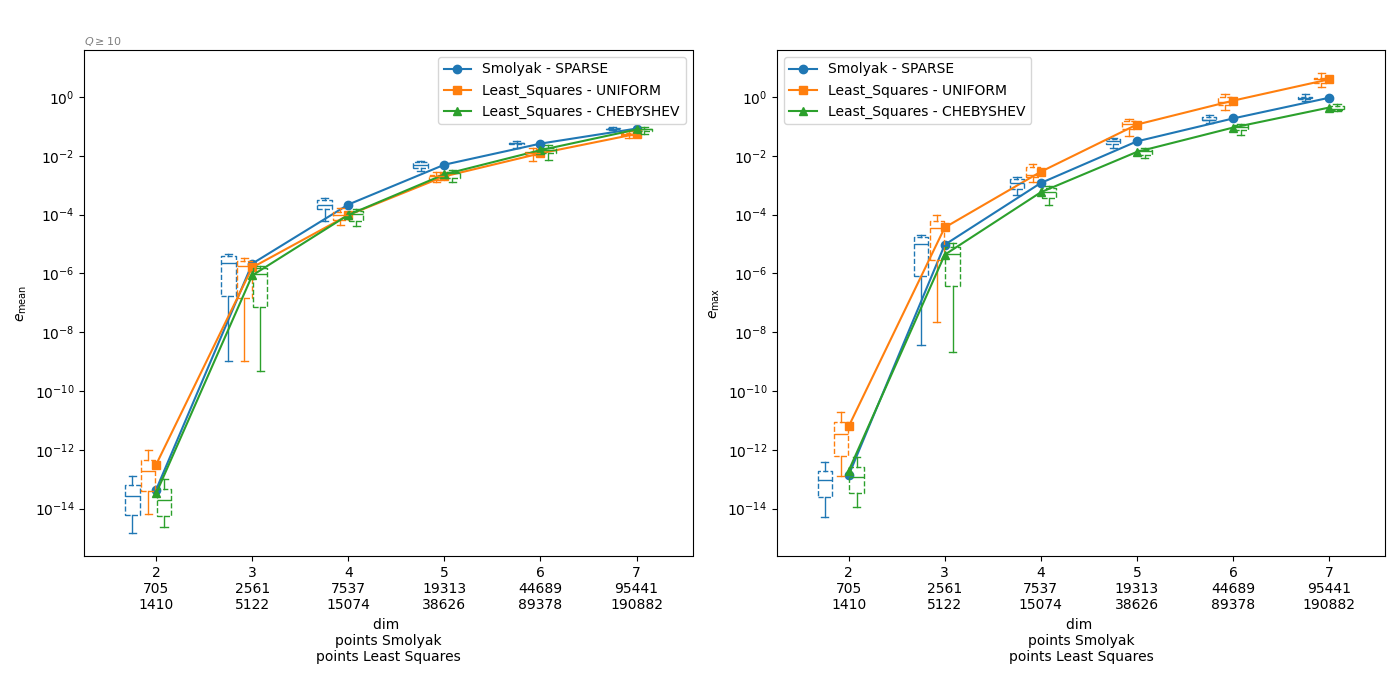 Q ≥ 10
Smolyak - SPARSE
Least_Squares - UNIFORM
Least_Squares - CHEBYSHEV
10^0
10^-2
10^-4
10^-6
10^-8
10^-10
10^-12
10^-14
e_mean
2 3 4 5 6 7
705 2561 7537 19313 44689 95441
1410 5122 15074 38626 89378 190882
dim
points Smolyak
points Least Squares
Smolyak - SPARSE
Least_Squares - UNIFORM
Least_Squares - CHEBYSHEV
10^0
10^-2
10^-4
10^-6
10^-8
10^-10
10^-12
10^-14
e_max
2 3 4 5 6 7
705 2561 7537 19313 44689 95441
1410 5122 15074 38626 89378 190882
dim
points Smolyak
points Least Squares